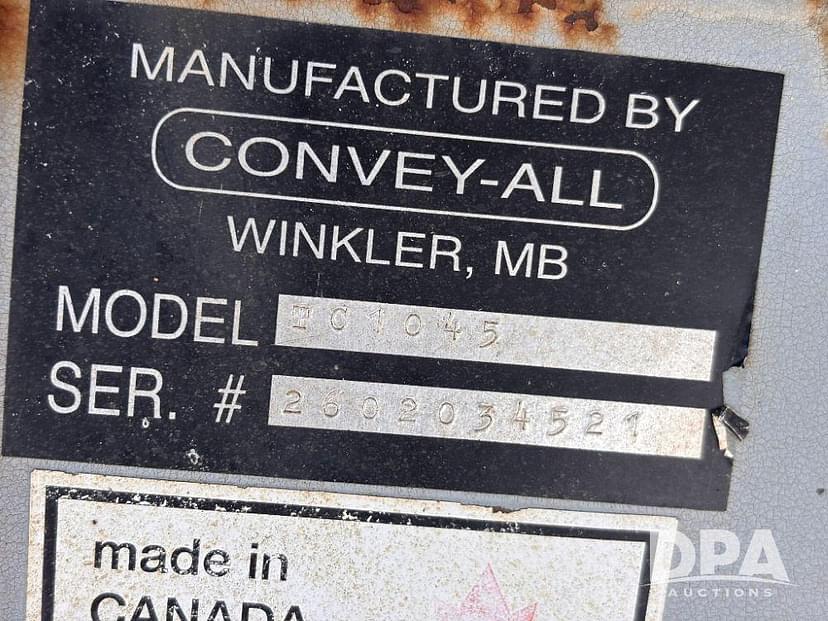 MANUFACTURED BY
CONVEY-ALL
WINKLER, MB
MODEL TC1045
SER. # 2602034521
made in
CANADA
DPA
AUCTIONS